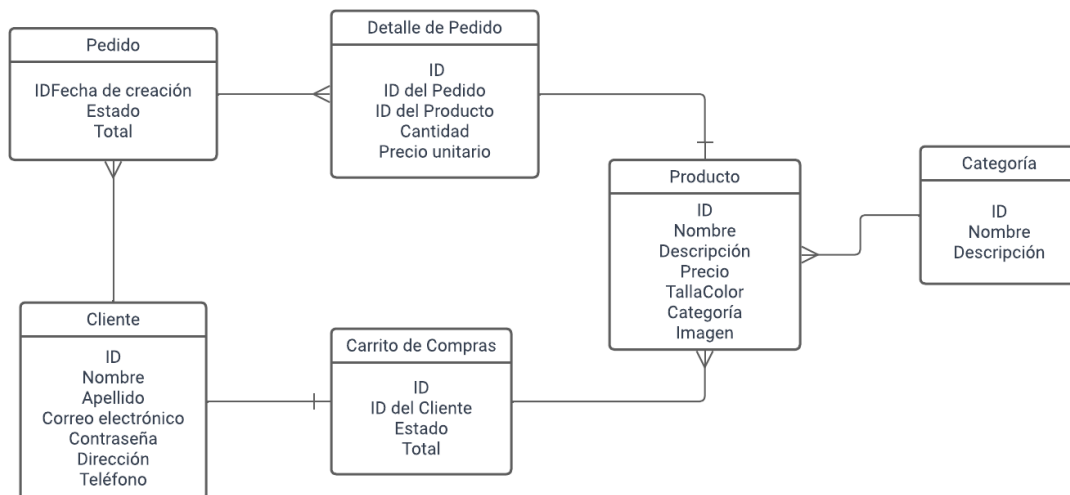 Pedido
IDFecha de creación
Estado
Total
Detalle de Pedido
ID
ID del Pedido
ID del Producto
Cantidad
Precio unitario
Producto
ID
Nombre
Descripción
Precio
TallaColor
Categoría
Imagen
Categoría
ID
Nombre
Descripción
Cliente
ID
Nombre
Apellido
Correo electrónico
Contraseña
Dirección
Teléfono
Carrito de Compras
ID
ID del Cliente
Estado
Total